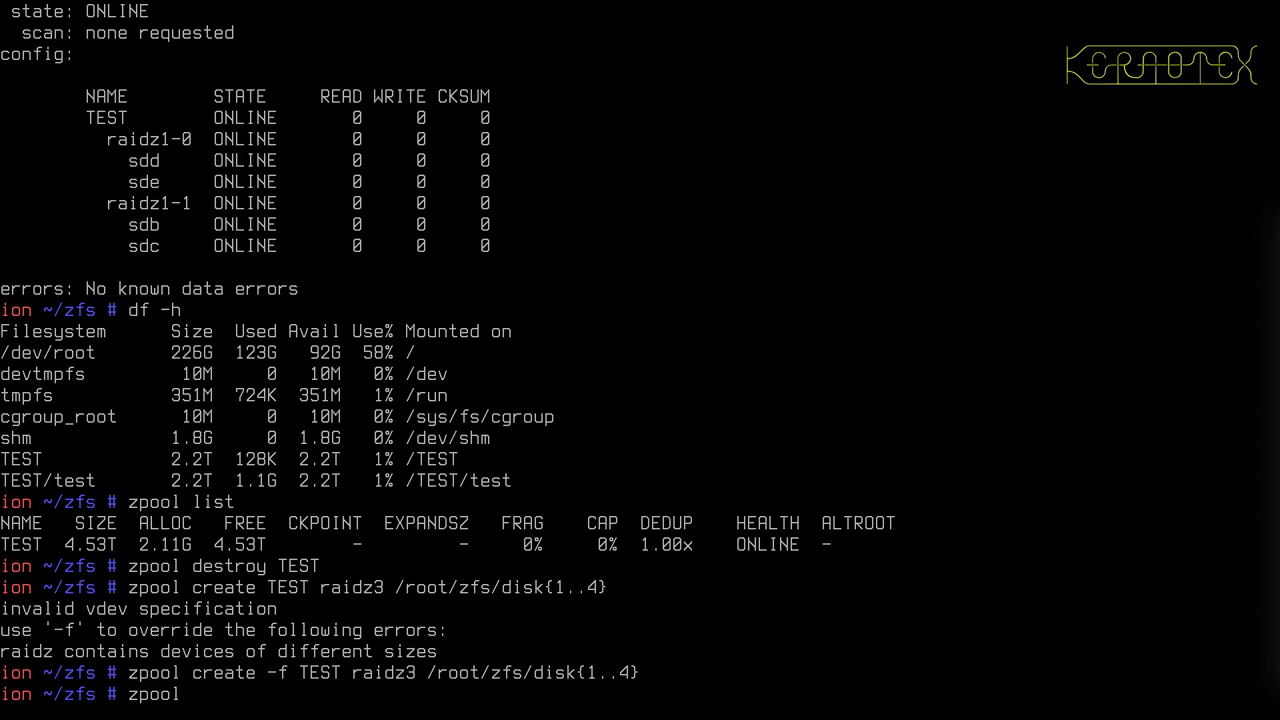 state: ONLINE
scan: none requested
config:
KERNOTEX
NAME STATE READ WRITE CKSUM
TEST ONLINE 0 0 0
raidz1-0 ONLINE 0 0 0
sdd ONLINE 0 0 0
sde ONLINE 0 0 0
raidz1-1 ONLINE 0 0 0
sdb ONLINE 0 0 0
sdc ONLINE 0 0 0
errors: No known data errors
ion ~/zfs # df -h
Filesystem Size Used Avail Use% Mounted on
/dev/root 226G 123G 92G 58% /
devtmpfs 10M 0 10M 0% /dev
tmpfs 351M 724K 351M 1% /run
cgroup_root 10M 0 10M 0% /sys/fs/cgroup
shm 1.8G 0 1.8G 0% /dev/shm
TEST 2.2T 128K 2.2T 1% /TEST
TEST/test 2.2T 1.1G 2.2T 1% /TEST/test
ion ~/zfs # zpool list
NAME SIZE ALLOC FREE CKPOINT EXPANDSZ FRAG CAP DEDUP HEALTH ALTROOT
TEST 4.53T 2.11G 4.53T - - 0% 0% 1.00x ONLINE -
ion ~/zfs # zpool destroy TEST
ion ~/zfs # zpool create TEST raidz3 /root/zfs/disk{1..4}
invalid vdev specification
use '-f' to override the following errors:
raidz contains devices of different sizes
ion ~/zfs # zpool create -f TEST raidz3 /root/zfs/disk{1..4}
ion ~/zfs # zpool